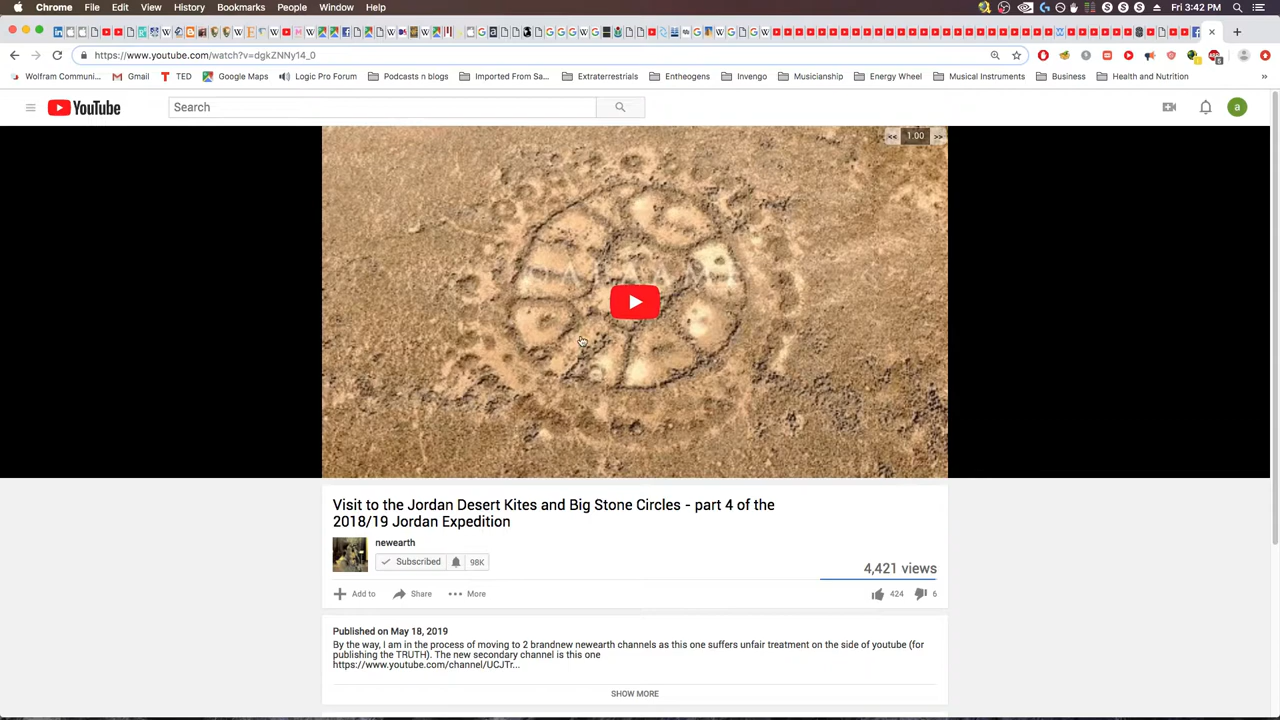 Chrome File Edit View History Bookmarks People Window Help
Fri 3:42 PM
https://www.youtube.com/watch?v=dgkZNNy14_0
Wolfram Communi... Gmail TED Google Maps Logic Pro Forum Podcasts n blogs Imported From Sa... Extraterrestrials Entheogens Invengo Musicianship Energy Wheel Musical Instruments Business Health and Nutrition »
YouTube
Search
a
<< 1.00 >>
Visit to the Jordan Desert Kites and Big Stone Circles - part 4 of the
2018/19 Jordan Expedition
newearth
Subscribed 98K
4,421 views
Add to Share More
424 6
Published on May 18, 2019
By the way, I am in the process of moving to 2 brandnew newearth channels as this one suffers unfair treatment on the side of youtube (for
publishing the TRUTH). The new secondary channel is this one
https://www.youtube.com/channel/UCJTr...
SHOW MORE